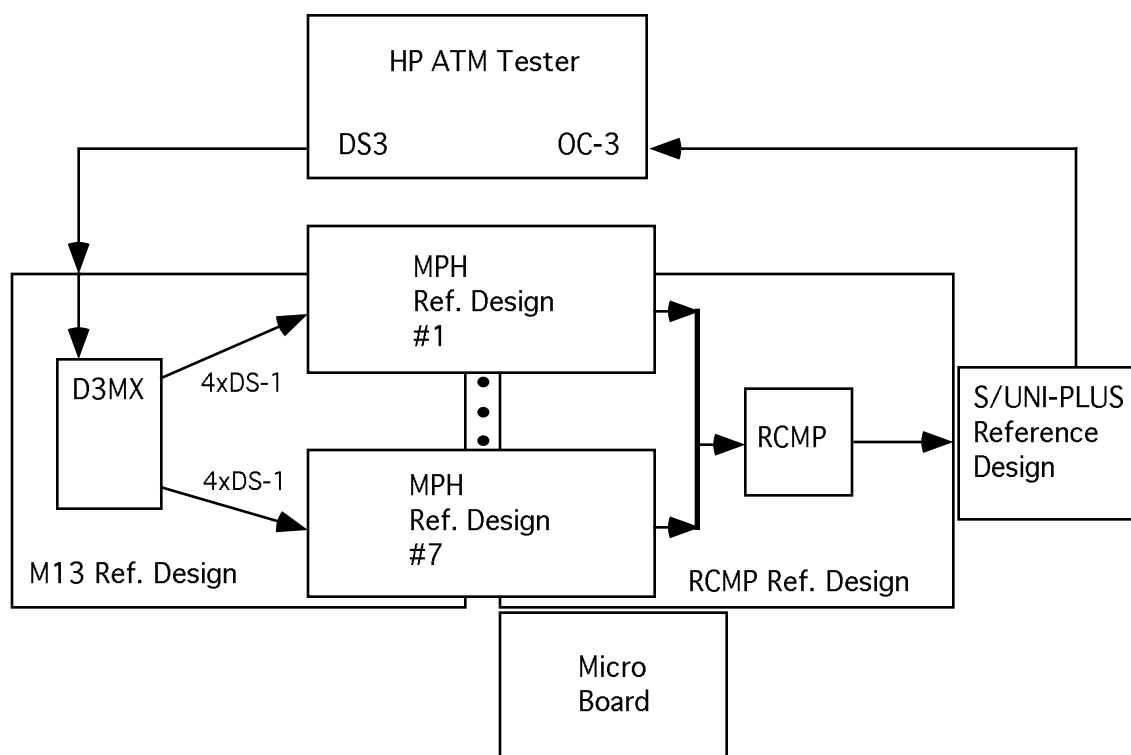 HP ATM Tester
DS3
OC-3
MPH
Ref. Design
#1
D3MX
4xDS-1
4xDS-1
MPH
Ref. Design
#7
M13 Ref. Design
RCMP
RCMP Ref. Design
S/UNI-PLUS
Reference
Design
Micro
Board